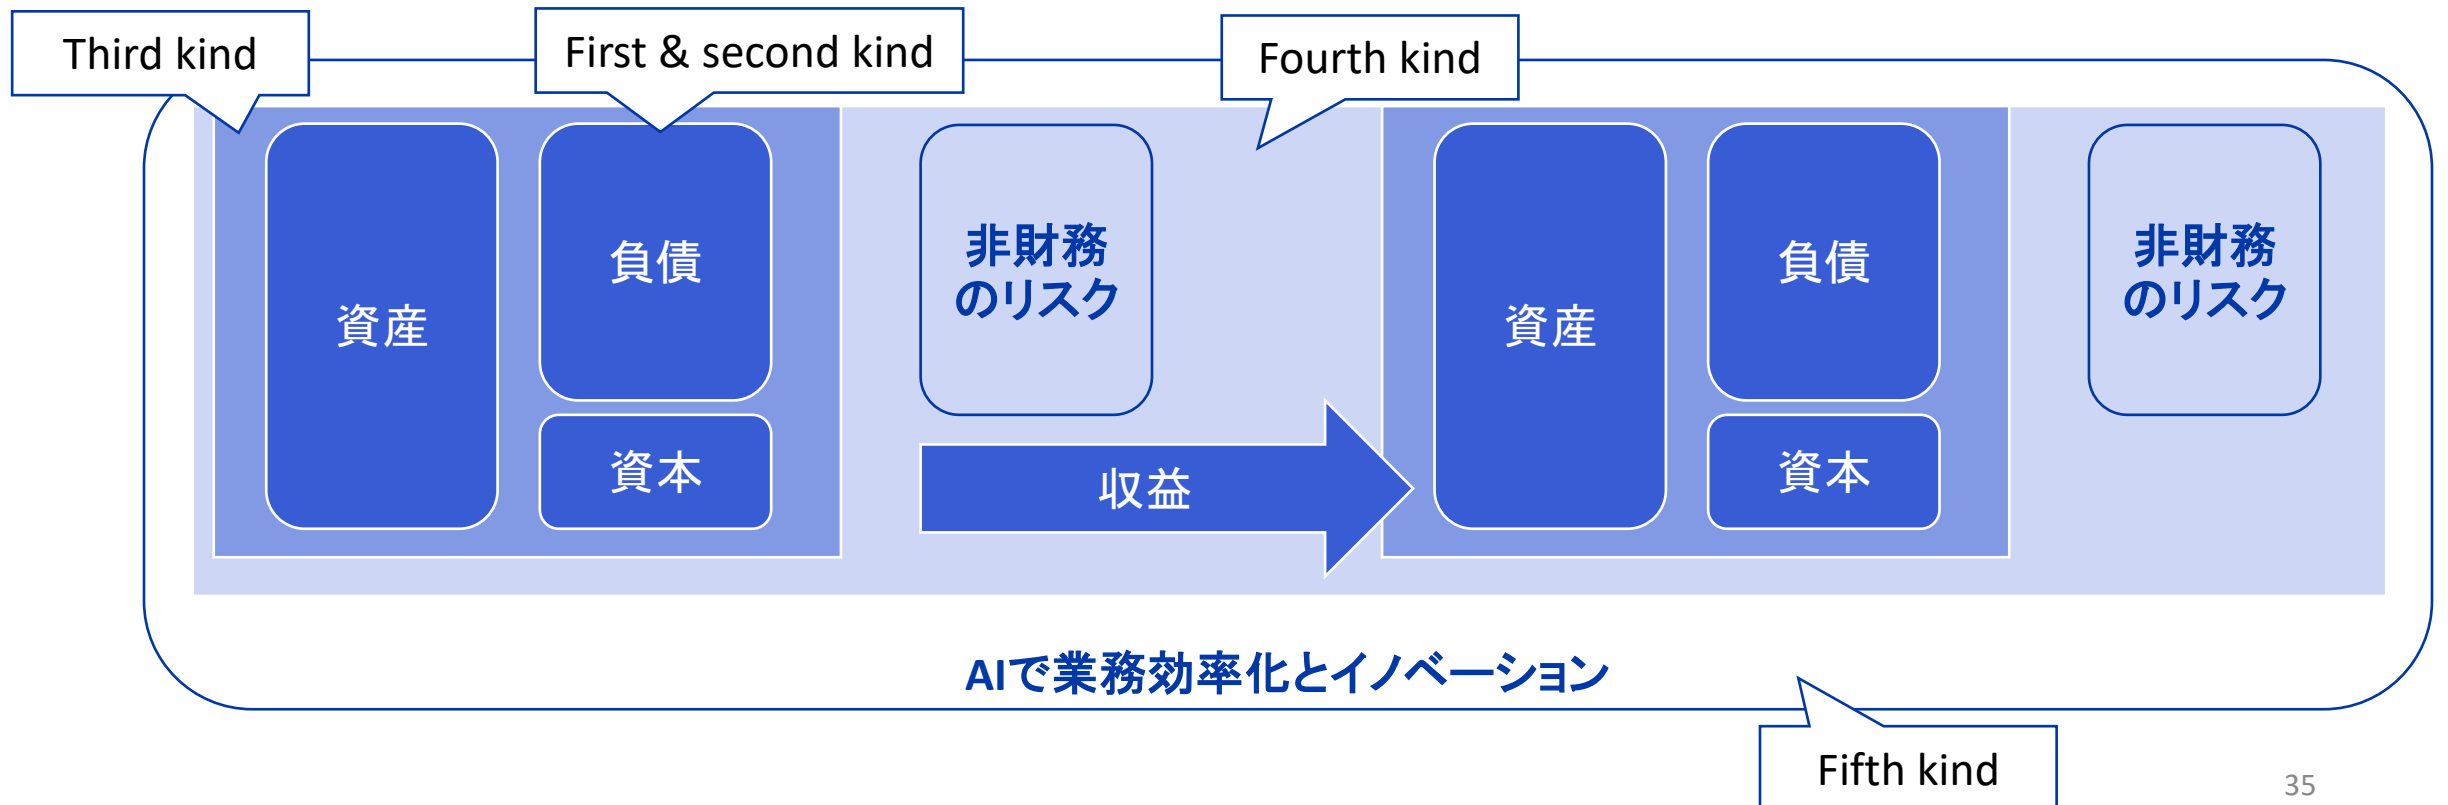 Third kind
First & second kind
Fourth kind
資産
負債
資本
非財務
のリスク
収益
資産
負債
資本
非財務
のリスク
AIで業務効率化とイノベーション
Fifth kind
35